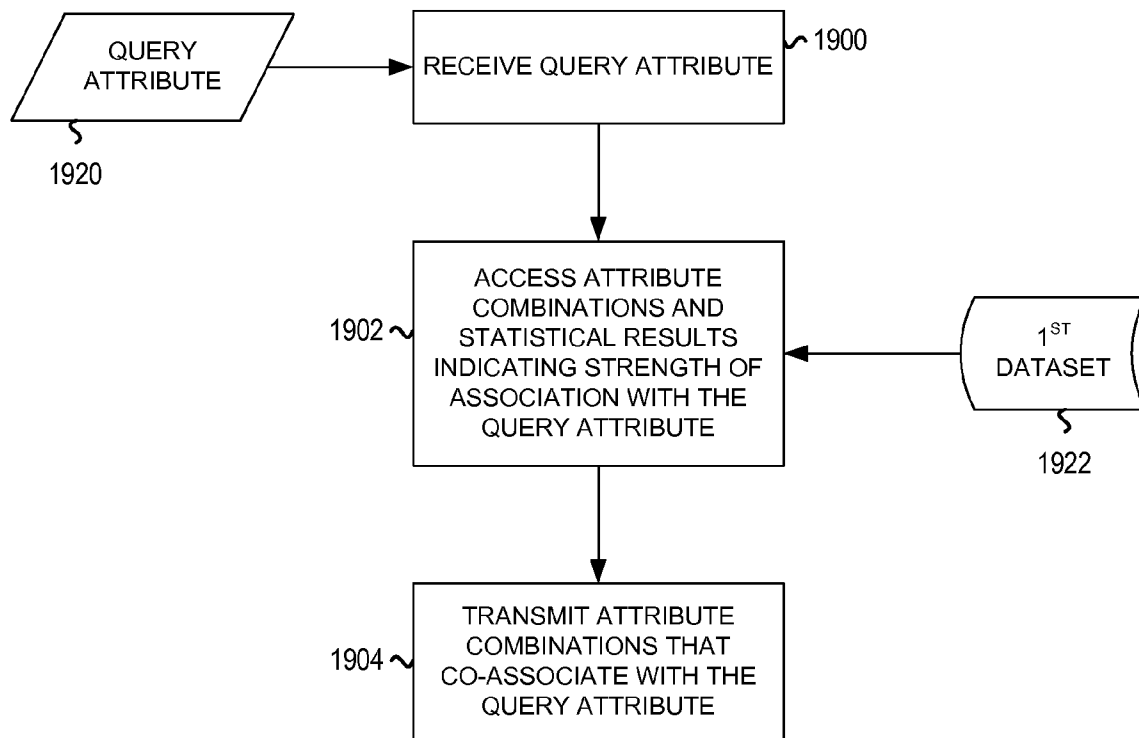 QUERY
ATTRIBUTE
1920
RECEIVE QUERY ATTRIBUTE
1900
1902
ACCESS ATTRIBUTE
COMBINATIONS AND
STATISTICAL RESULTS
INDICATING STRENGTH OF
ASSOCIATION WITH THE
QUERY ATTRIBUTE
1ST
DATASET
1922
1904
TRANSMIT ATTRIBUTE
COMBINATIONS THAT
CO-ASSOCIATE WITH THE
QUERY ATTRIBUTE